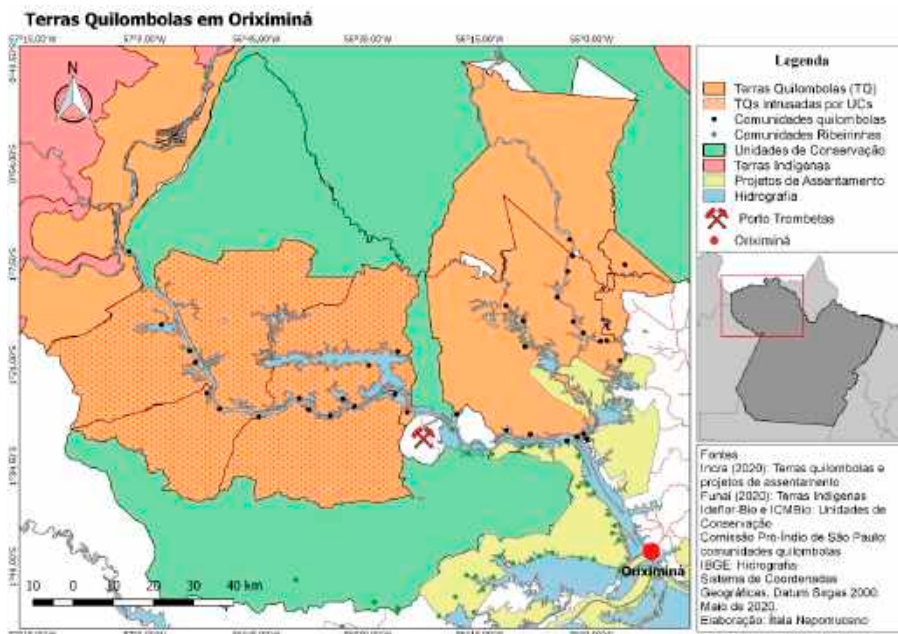 Terras Quilombolas em Oriximiná
N
Legenda
Terras Quilombolas (TQ)
TQs intrusadas por UCs
Comunidades quilombolas
Comunidades Ribeirinhas
Unidades de Conservação
Terras Indígenas
Projetos de Assentamento
Hidrografia
Porto Trombetas
Oriximiná
Oriximiná
10 0 10 20 30 40 km
Fontes
Incra (2020): Terras quilombolas e
projetos de assentamento
Funai (2020): Terras Indígenas
Ideflor-Bio e ICMBio: Unidades de
Conservação
Comissão Pró-Índio de São Paulo:
comunidades quilombolas
IBGE: Hidrografia
Sistema de Coordenadas
Geográficas, Datum Sirgas 2000.
Maio de 2020.
Elaboração: Ítala Nepomuceno